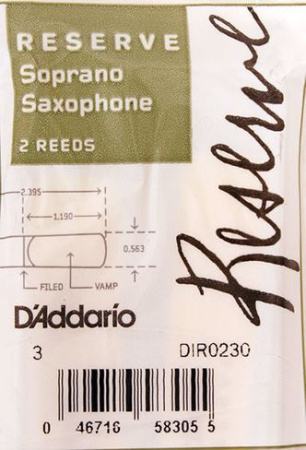 RESERVE
Soprano
Saxophone
2 REEDS
Reserve
2.395
1.190
0.563
FILED
VAMP
D'Addario
3
DIR0230
0 46716 58305 5